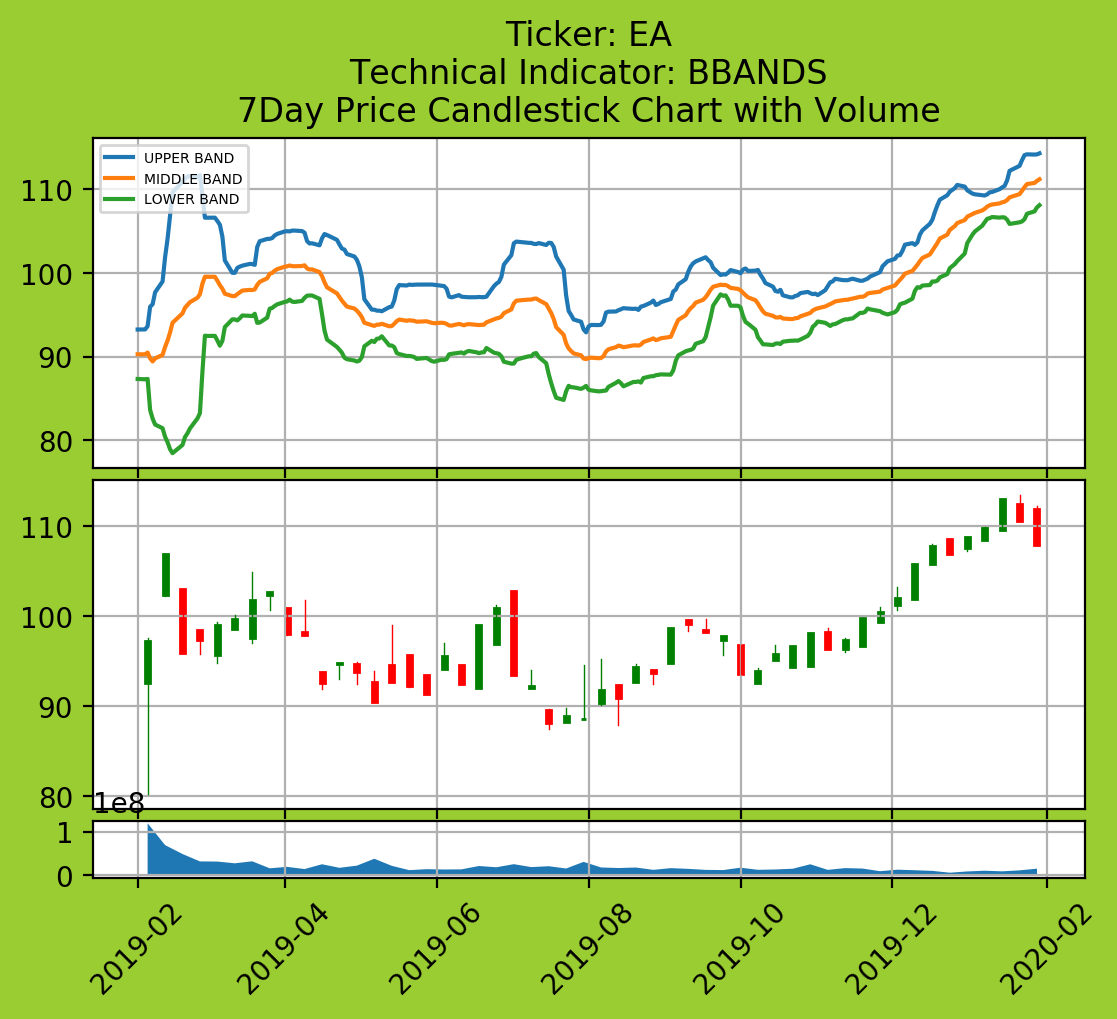 Ticker: EA
Technical Indicator: BBANDS
7Day Price Candlestick Chart with Volume
UPPER BAND
MIDDLE BAND
LOWER BAND
110
100
90
80
110
100
90
80
1e8
1
0
2019-02
2019-04
2019-06
2019-08
2019-10
2019-12
2020-02